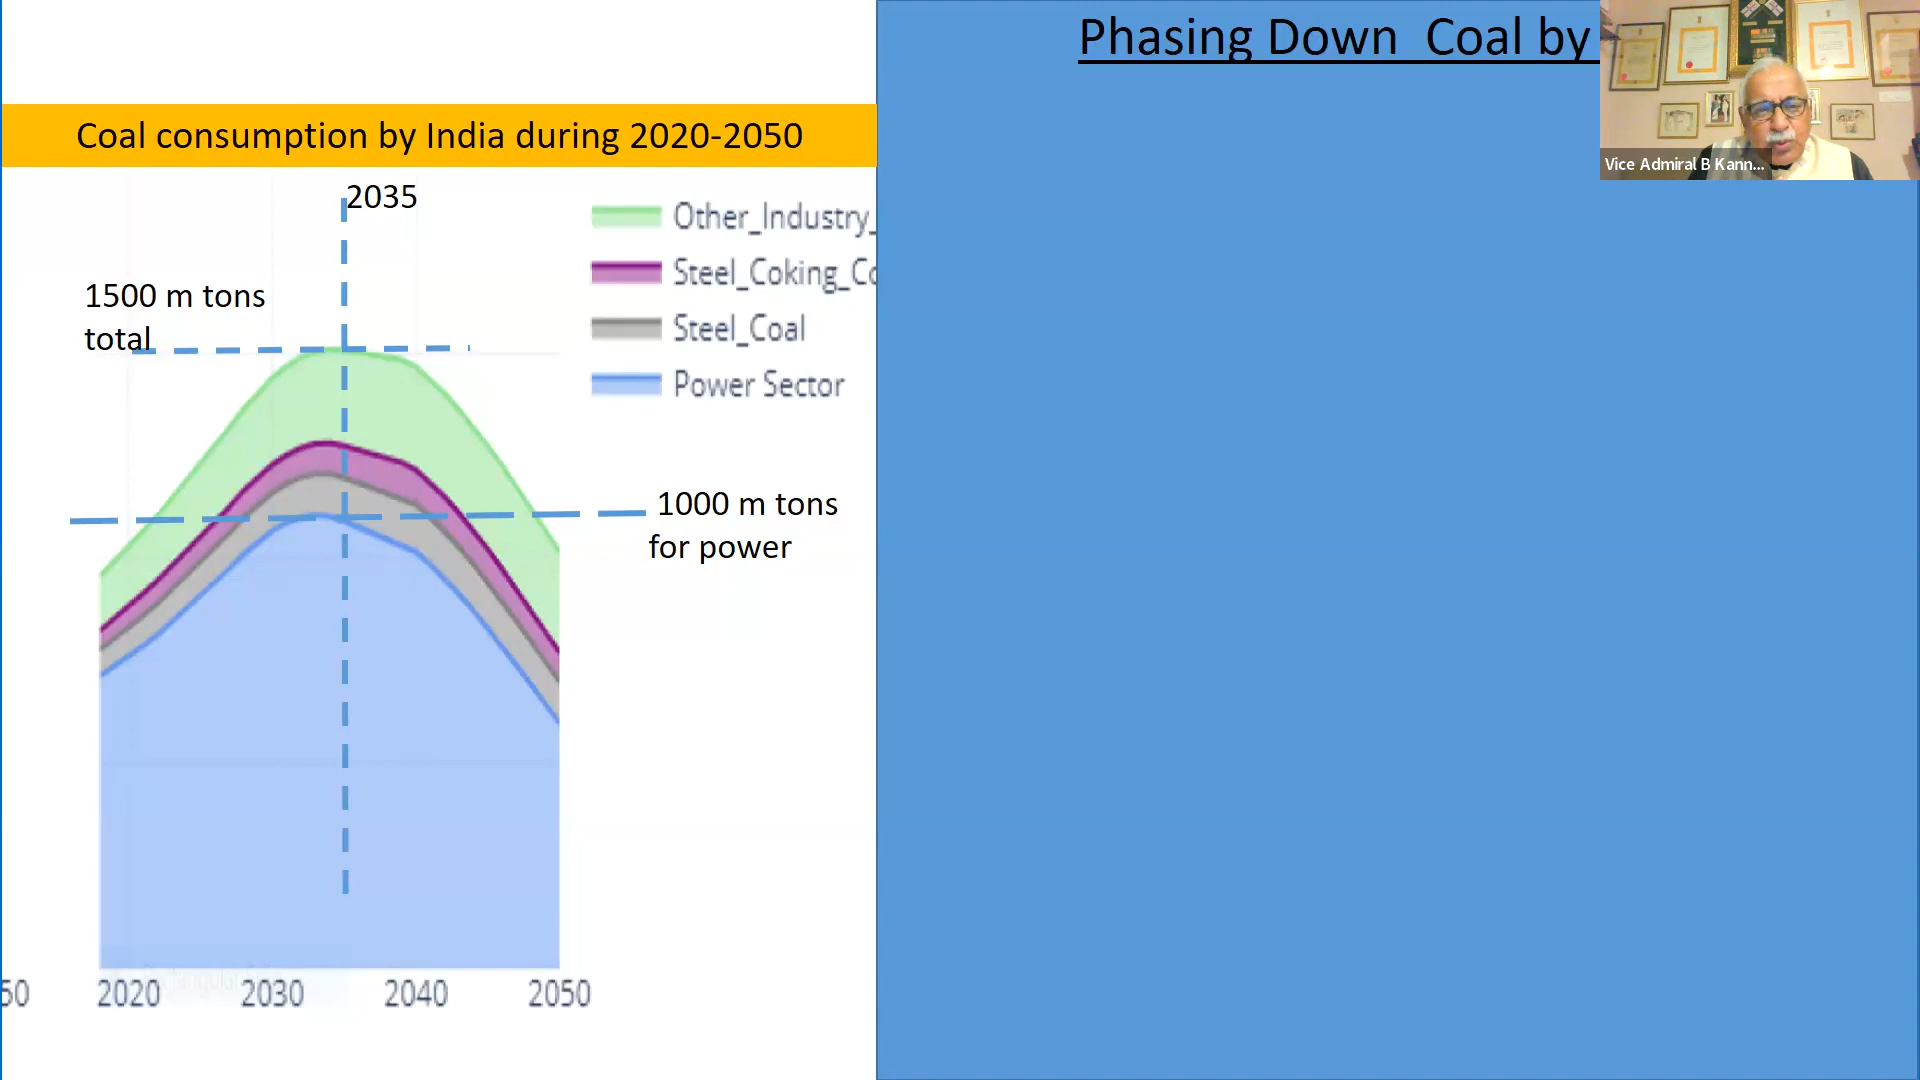 Phasing Down  Coal by
Vice Admiral B Kann...
Coal consumption by India during 2020-2050
2035
1500 m tons
total
Other_Industry_
Steel_Coking_Co
Steel_Coal
Power Sector
1000 m tons
for power
50
2020
2030
2040
2050